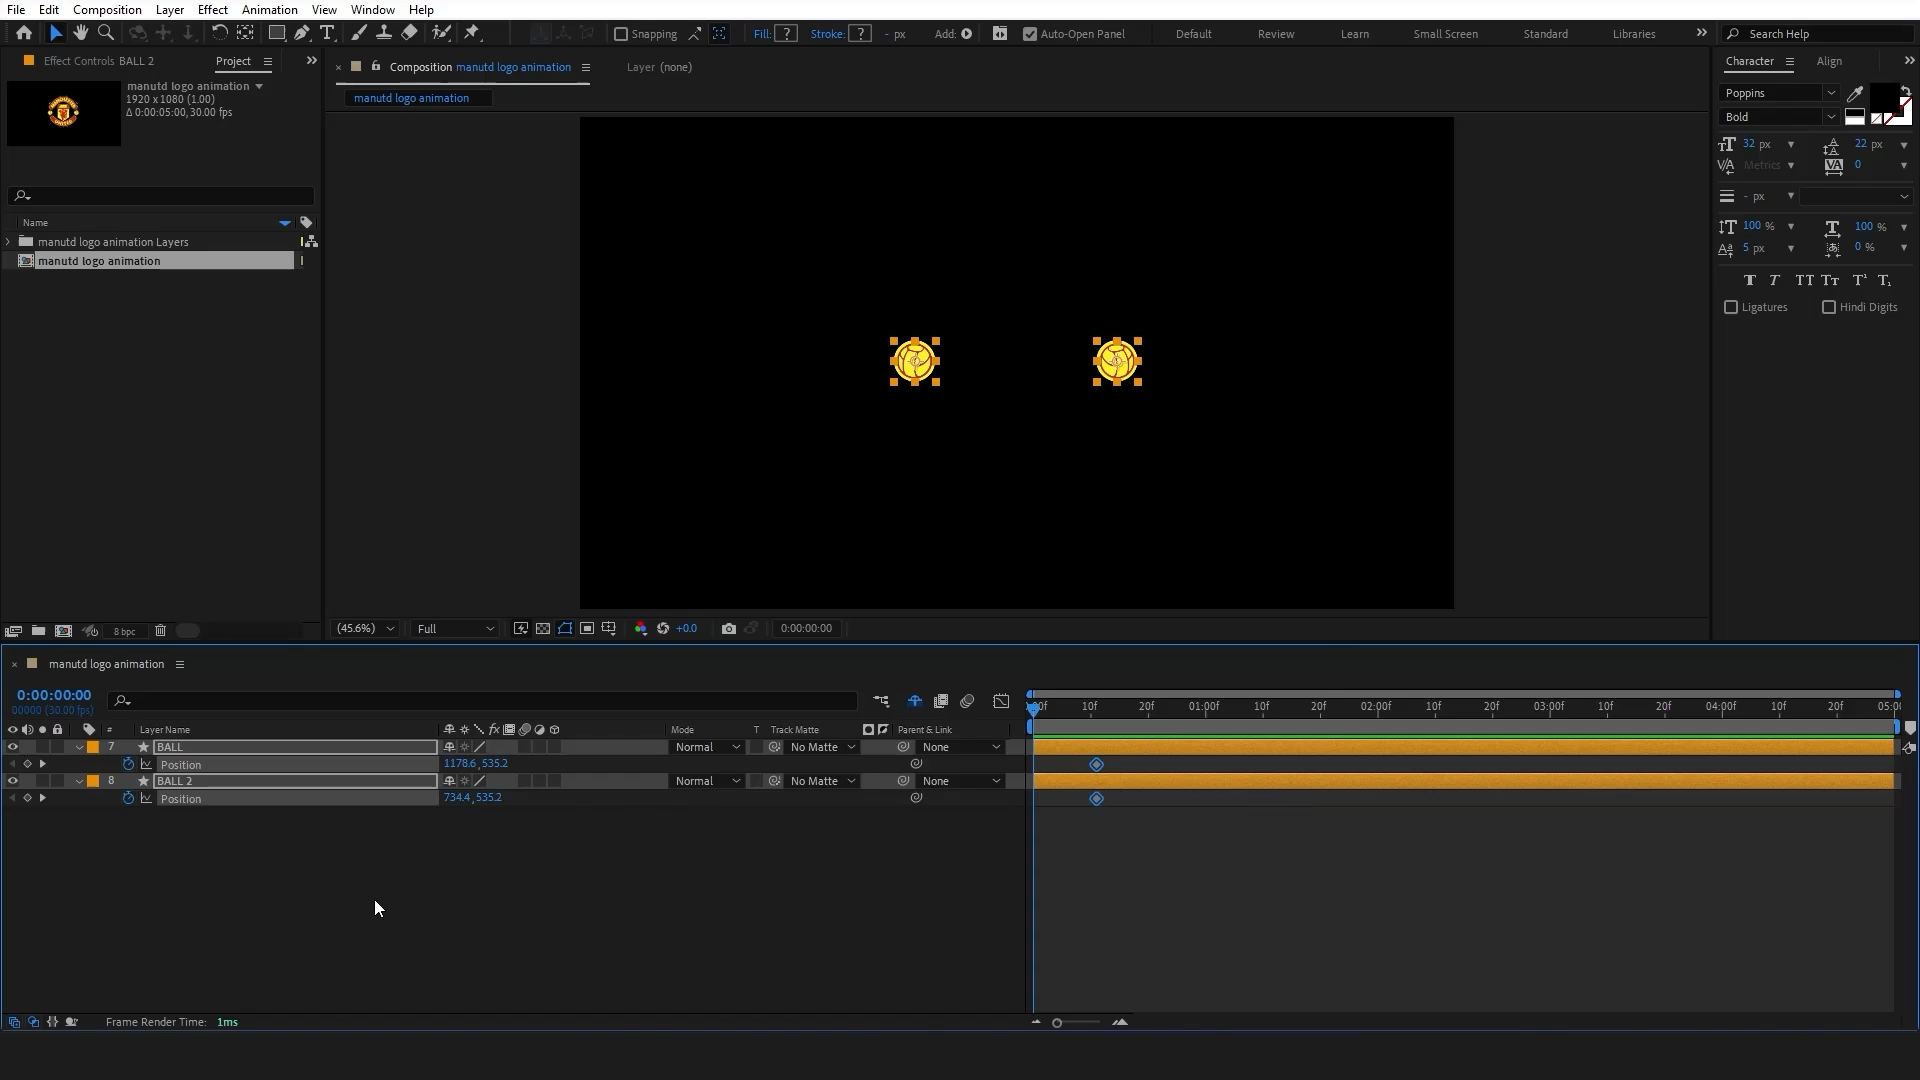 File Edit Composition Layer Effect Animation View Window Help
Snapping Fill: ? Stroke: ? - px Add: Auto-Open Panel Default Review Learn Small Screen Standard Libraries Search Help
Effect Controls BALL 2 Project
manutd logo animation
1920 x 1080 (1.00)
Δ 0:00:05:00, 30.00 fps
Name
manutd logo animation Layers
manutd logo animation
8 bpc
Composition manutd logo animation Layer (none)
manutd logo animation
(45.6%) Full +0.0 0:00:00:00
Character Align
Poppins
Bold
32 px 22 px
Metrics 0
- px
100 % 100 %
5 px 0 %
Ligatures Hindi Digits
manutd logo animation
0:00:00:00
00000 (30.00 fps)
# Layer Name Mode T Track Matte Parent & Link
10f 20f 01:00f 10f 20f 02:00f 10f 20f 03:00f 10f 20f 04:00f 10f 20f
7 BALL Normal No Matte None
Position 1178.6, 535.2
8 BALL 2 Normal No Matte None
Position 734.4, 535.2
Frame Render Time: 1ms